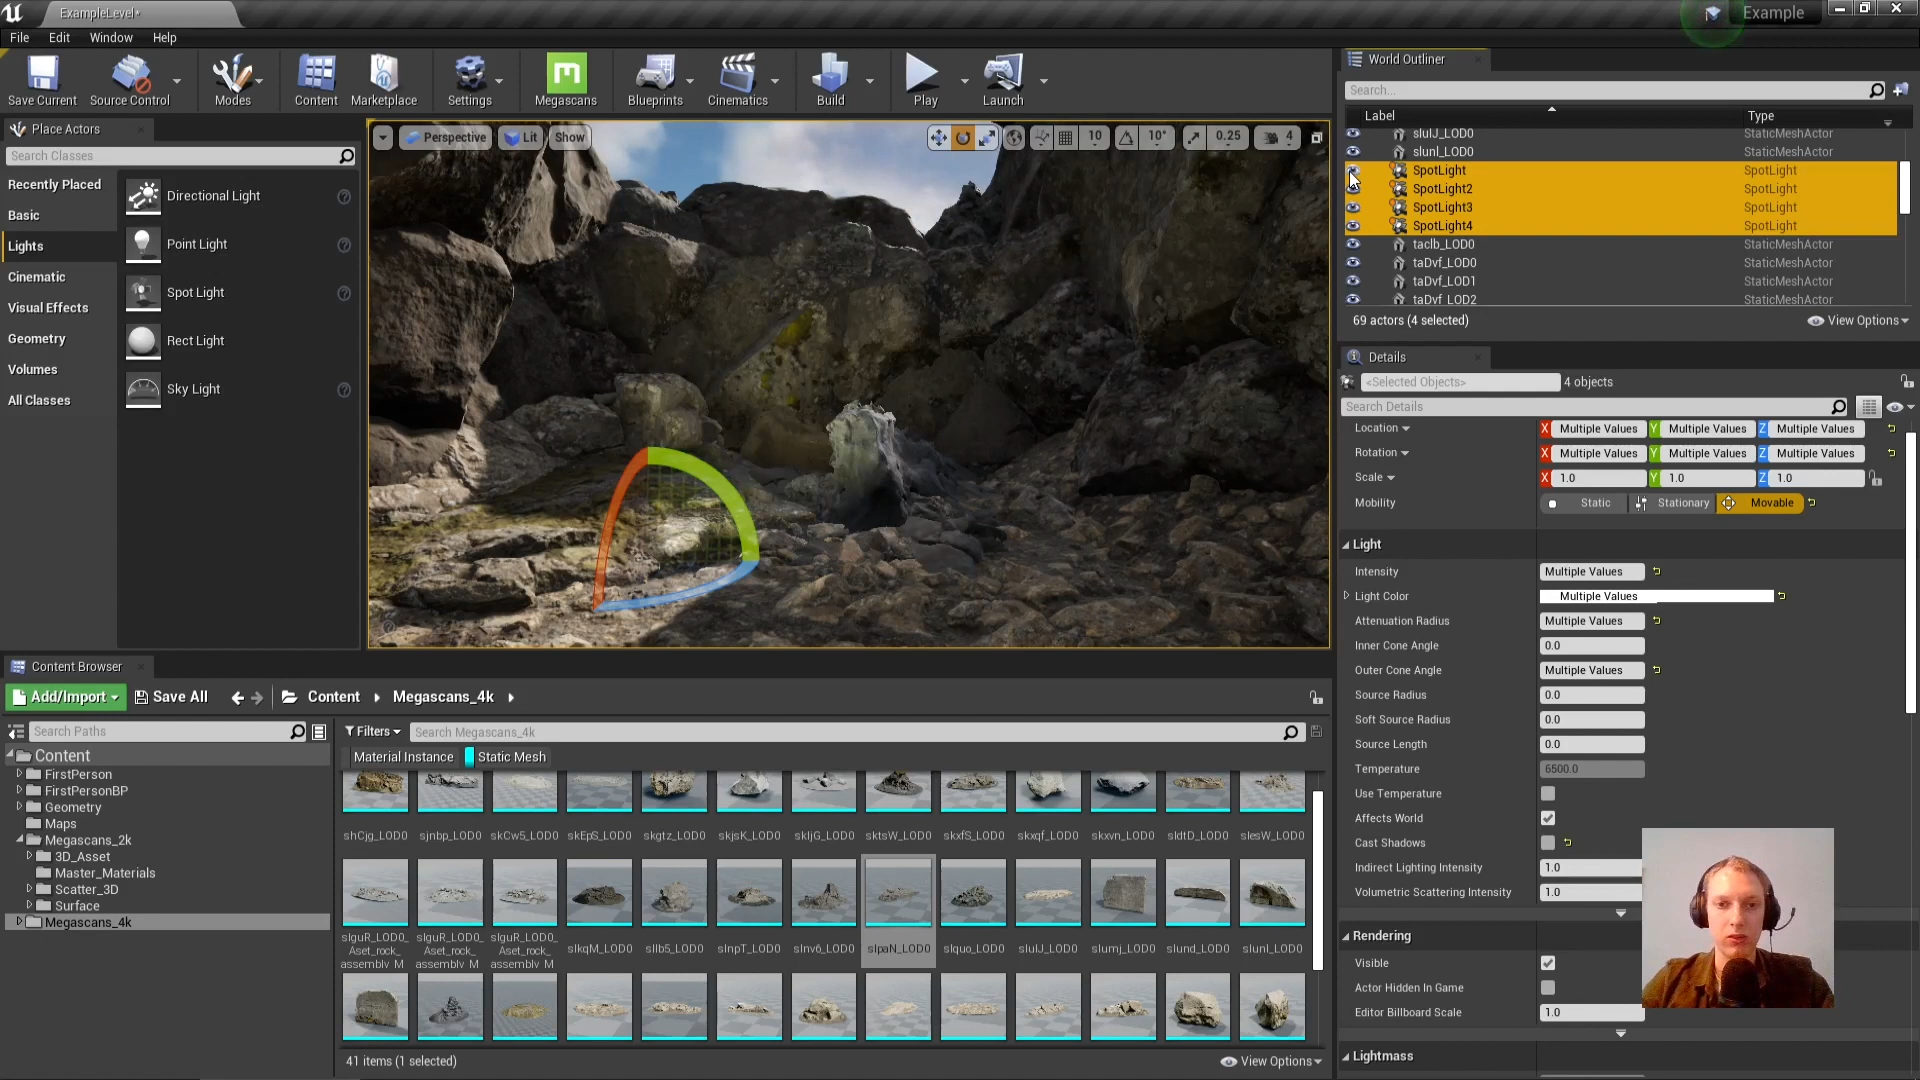 ExampleLevel*
Example
File Edit Window Help
Save Current
Source Control
Modes
Content
Marketplace
Settings
Megascans
Blueprints
Cinematics
Build
Play
Launch
Place Actors
Search Classes
Recently Placed
Basic
Lights
Cinematic
Visual Effects
Geometry
Volumes
All Classes
Directional Light
Point Light
Spot Light
Rect Light
Sky Light
Perspective
Lit
Show
10
10°
0.25
4
World Outliner
Search...
Label Type
slulJ_LOD0 StaticMeshActor
slunl_LOD0 StaticMeshActor
SpotLight SpotLight
SpotLight2 SpotLight
SpotLight3 SpotLight
SpotLight4 SpotLight
taclb_LOD0 StaticMeshActor
taDvf_LOD0 StaticMeshActor
taDvf_LOD1 StaticMeshActor
taDvf_LOD2 StaticMeshActor
69 actors (4 selected)
View Options
Details
<Selected Objects> 4 objects
Search Details
Location X Multiple Values Y Multiple Values Z Multiple Values
Rotation X Multiple Values Y Multiple Values Z Multiple Values
Scale X 1.0 Y 1.0 Z 1.0
Mobility Static Stationary Movable
Light
Intensity Multiple Values
Light Color Multiple Values
Attenuation Radius Multiple Values
Inner Cone Angle 0.0
Outer Cone Angle Multiple Values
Source Radius 0.0
Soft Source Radius 0.0
Source Length 0.0
Temperature 6500.0
Use Temperature
Affects World
Cast Shadows
Indirect Lighting Intensity 1.0
Volumetric Scattering Intensity 1.0
Rendering
Visible
Actor Hidden In Game
Editor Billboard Scale 1.0
Lightmass
Content Browser
Add/Import
Save All
Content
Megascans_4k
Search Paths
Content
FirstPerson
FirstPersonBP
Geometry
Maps
Megascans_2k
3D_Asset
Master_Materials
Scatter_3D
Surface
Megascans_4k
Filters
Search Megascans_4k
Material Instance
Static Mesh
shCjg_LOD0 sjnbp_LOD0 skCw5_LOD0 skEpS_LOD0 skgtz_LOD0 skjsK_LOD0 skljG_LOD0 sktsW_LOD0 skxfS_LOD0 skxqf_LOD0 skxvn_LOD0 sldtD_LOD0 slesW_LOD0
slguR_LOD0_ slguR_LOD0_ slguR_LOD0_ slkqM_LOD0 sllb5_LOD0 slnpT_LOD0 slnv6_LOD0 slpaN_LOD0 slquo_LOD0 slulJ_LOD0 slumj_LOD0 slund_LOD0 slunl_LOD0
Aset_rock_ Aset_rock_ Aset_rock_
assembly_M assembly_M assembly_M
41 items (1 selected)
View Options